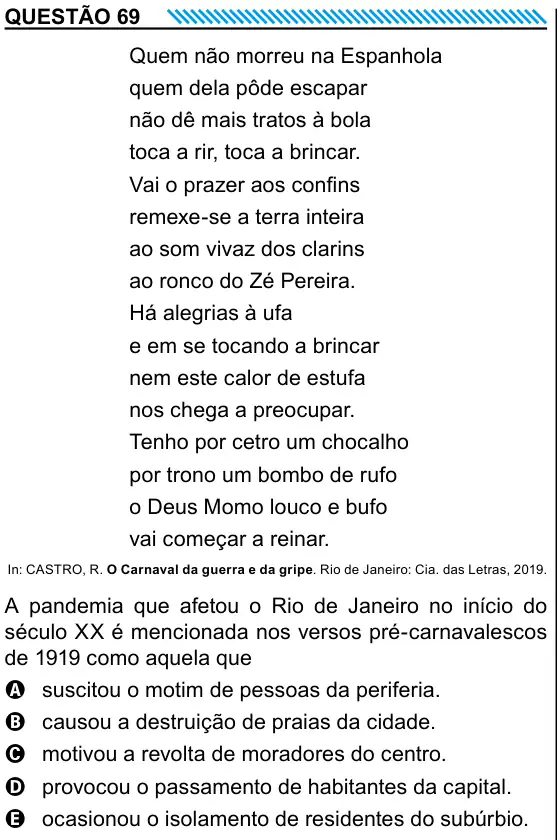 QUESTÃO 69
Quem não morreu na Espanhola
quem dela pôde escapar
não dê mais tratos à bola
toca a rir, toca a brincar.
Vai o prazer aos confins
remexe-se a terra inteira
ao som vivaz dos clarins
ao ronco do Zé Pereira.
Há alegrias à ufa
e em se tocando a brincar
nem este calor de estufa
nos chega a preocupar.
Tenho por cetro um chocalho
por trono um bombo de rufo
o Deus Momo louco e bufo
vai começar a reinar.
In: CASTRO, R. O Carnaval da guerra e da gripe. Rio de Janeiro: Cia. das Letras, 2019.
A pandemia que afetou o Rio de Janeiro no início do
século XX é mencionada nos versos pré-carnavalescos
de 1919 como aquela que
A suscitou o motim de pessoas da periferia.
B causou a destruição de praias da cidade.
C motivou a revolta de moradores do centro.
D provocou o passamento de habitantes da capital.
E ocasionou o isolamento de residentes do subúrbio.